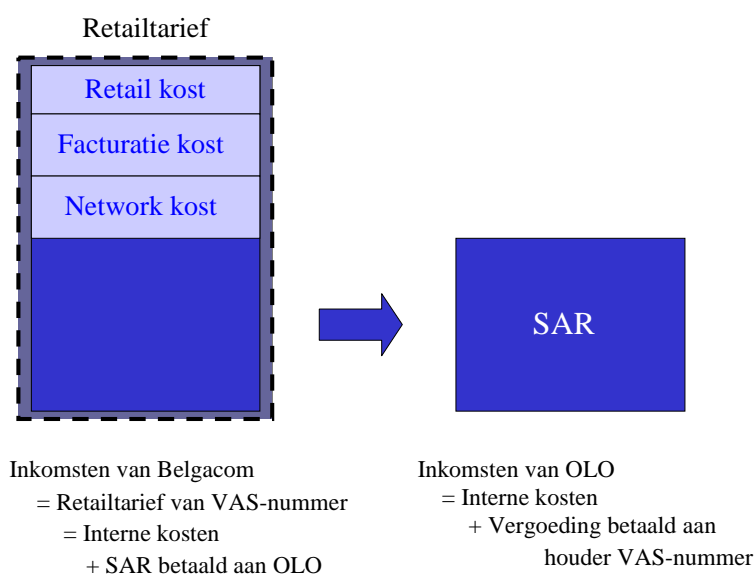 Retailtarief
Retail kost
Facturatie kost
Network kost
SAR
Inkomsten van Belgacom
= Retailtarief van VAS-nummer
= Interne kosten
+ SAR betaald aan OLO
Inkomsten van OLO
= Interne kosten
+ Vergoeding betaald aan
houder VAS-nummer